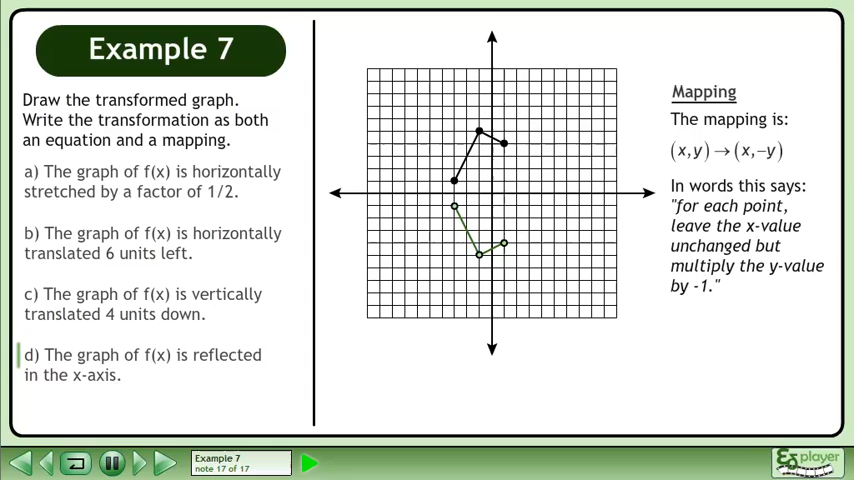 Example 7
Draw the transformed graph.
Write the transformation as both
an equation and a mapping.
a) The graph of f(x) is horizontally
stretched by a factor of 1/2.
b) The graph of f(x) is horizontally
translated 6 units left.
c) The graph of f(x) is vertically
translated 4 units down.
d) The graph of f(x) is reflected
in the x-axis.
Mapping
The mapping is:
(x,y)→(x,−y)
In words this says:
"for each point,
leave the x-value
unchanged but
multiply the y-value
by -1."
Example 7
note 17 of 17
player